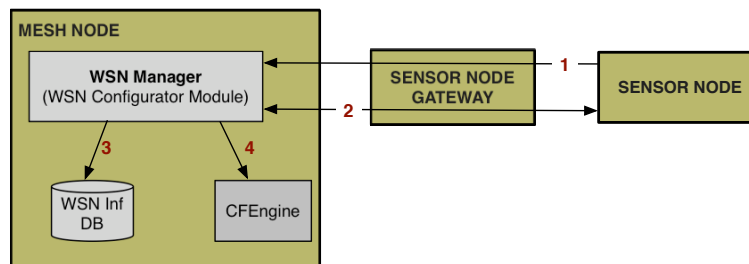 MESH NODE
WSN Manager
(WSN Configurator Module)
1
SENSOR NODE
GATEWAY
SENSOR NODE
2
3
4
WSN Inf
DB
CFEngine